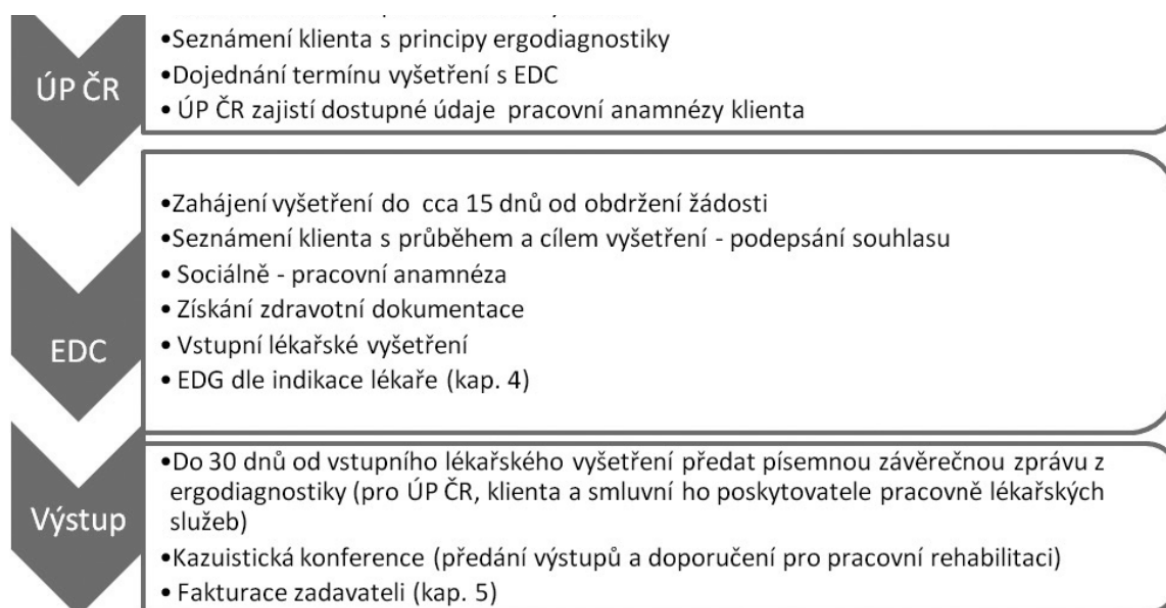 ÚP ČR
•Seznámení klienta s principy ergodiagnostiky
•Dojednání termínu vyšetření s EDC
• ÚP ČR zajistí dostupné údaje pracovní anamnézy klienta
EDC
•Zahájení vyšetření do cca 15 dnů od obdržení žádosti
•Seznámení klienta s průběhem a cílem vyšetření - podepsání souhlasu
• Sociálně - pracovní anamnéza
• Získání zdravotní dokumentace
• Vstupní lékařské vyšetření
• EDG dle indikace lékaře (kap. 4)
Výstup
•Do 30 dnů od vstupního lékařského vyšetření předat písemnou závěrečnou zprávu z
ergodiagnostiky (pro ÚP ČR, klienta a smluvní ho poskytovatele pracovně lékařských
služeb)
•Kazuistická konference (předání výstupů a doporučení pro pracovní rehabilitaci)
• Fakturace zadavateli (kap. 5)